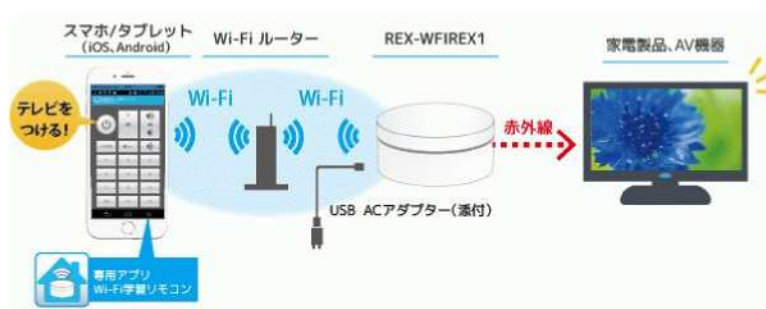 スマホ/タブレット
(iOS、Android)
Wi-Fi ルーター
REX-WFIREX1
家電製品、AV機器
テレビを
つける!
Wi-Fi
Wi-Fi
赤外線
USB ACアダプター(添付)
専用アプリ
Wi-Fi学習リモコン